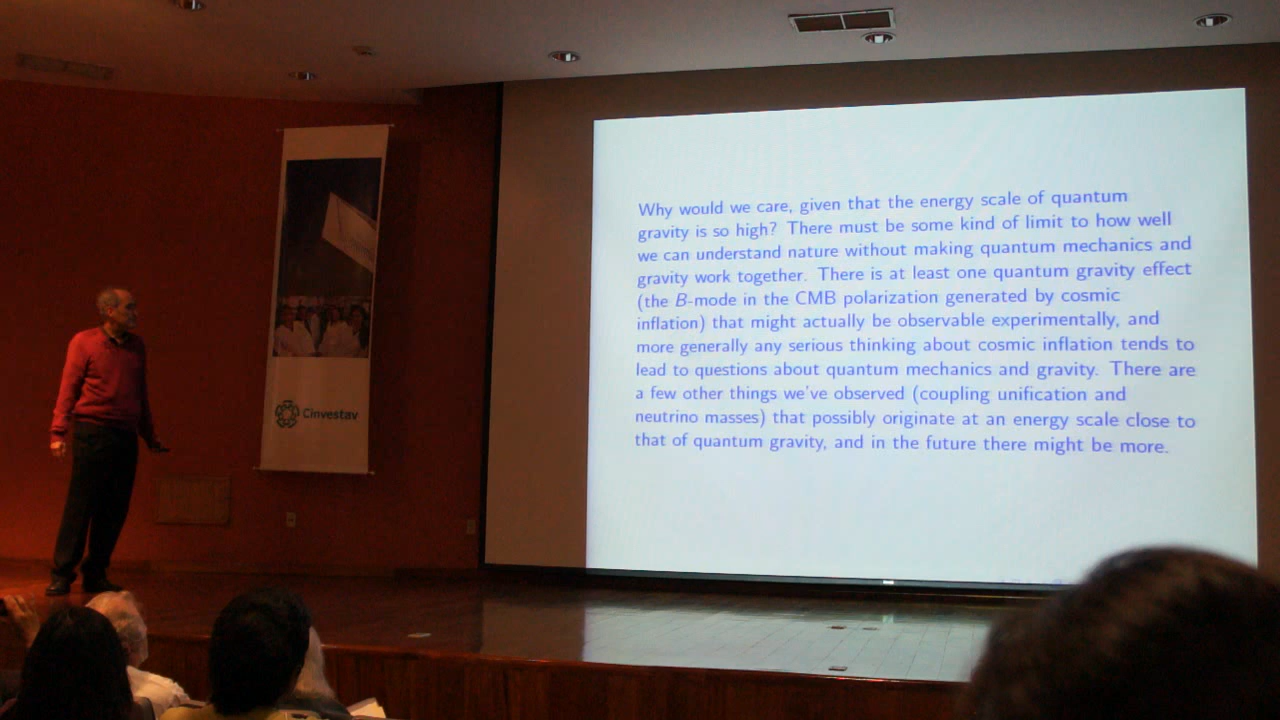 Why would we care, given that the energy scale of quantum
gravity is so high? There must be some kind of limit to how well
we can understand nature without making quantum mechanics and
gravity work together. There is at least one quantum gravity effect
(the B-mode in the CMB polarization generated by cosmic
inflation) that might actually be observable experimentally, and
more generally any serious thinking about cosmic inflation tends to
lead to questions about quantum mechanics and gravity. There are
a few other things we've observed (coupling unification and
neutrino masses) that possibly originate at an energy scale close to
that of quantum gravity, and in the future there might be more.
Cinvestav